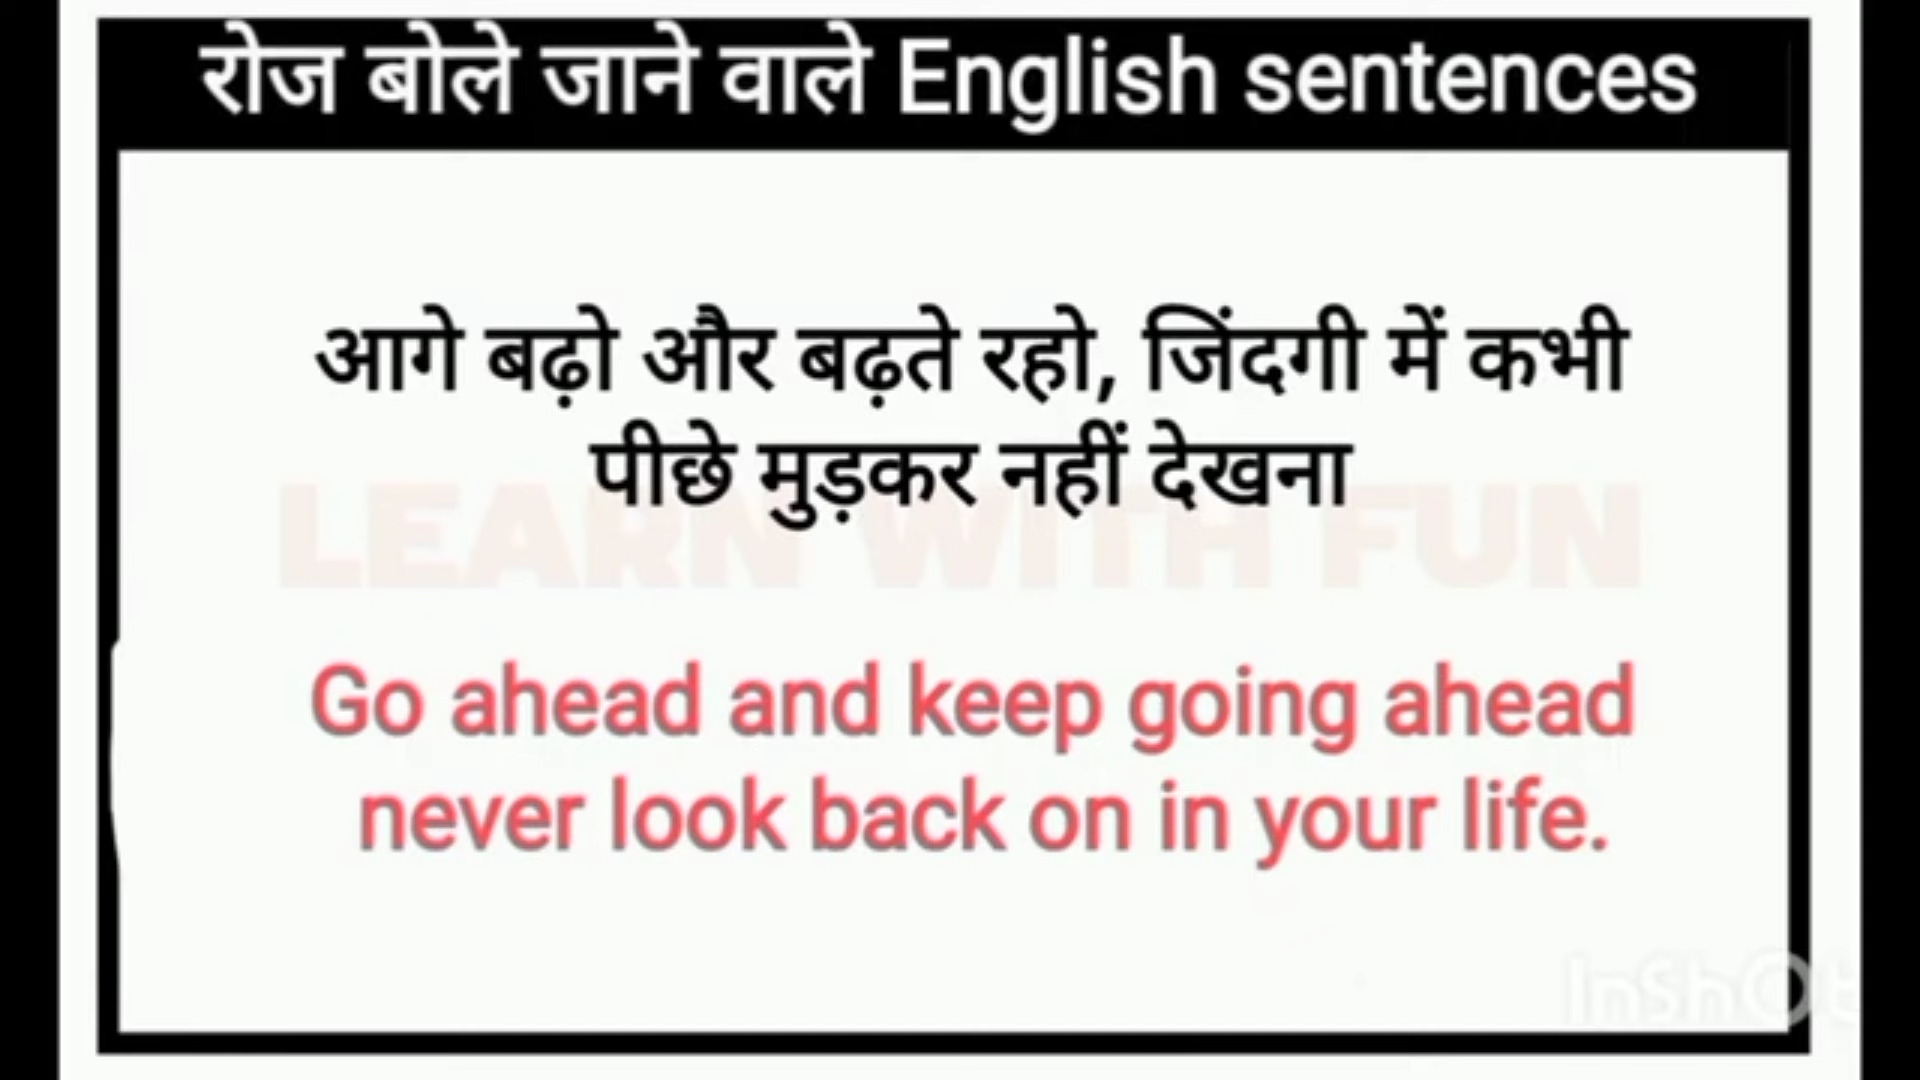 रोज बोले जाने वाले English sentences
आगे बढ़ो और बढ़ते रहो, जिंदगी में कभी
पीछे मुड़कर नहीं देखना
LEARN WITH FUN
Go ahead and keep going ahead
never look back on in your life.
InShOt